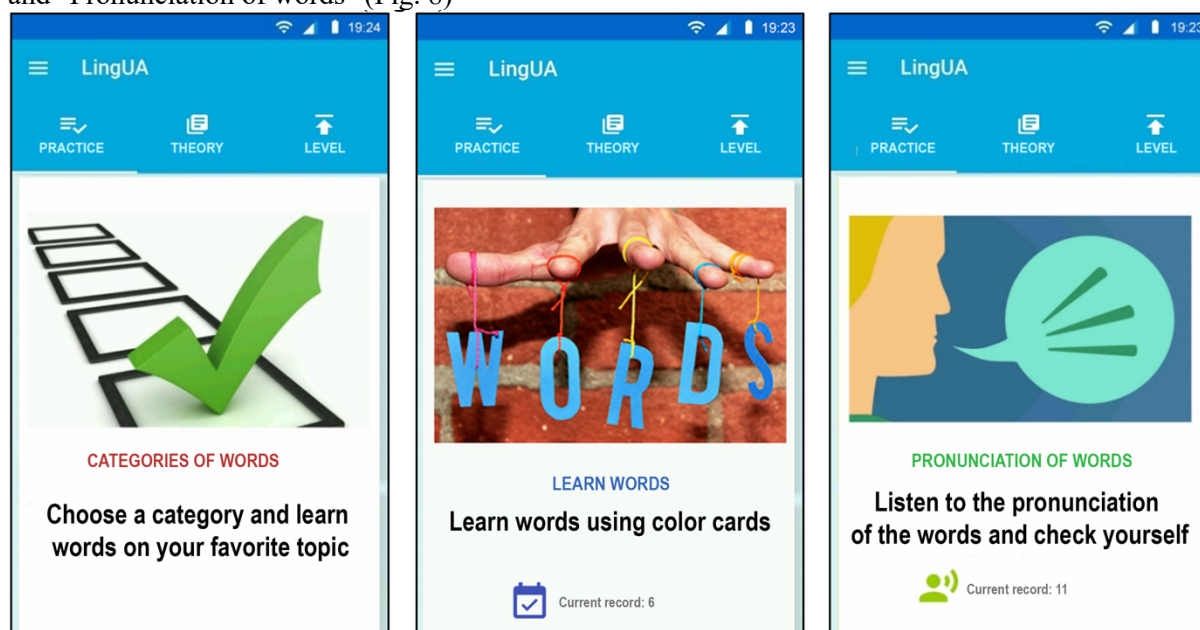 and "Pronunciation of words" (Fig. 8)
19:24
LingUA
PRACTICE THEORY LEVEL
CATEGORIES OF WORDS
Choose a category and learn
words on your favorite topic
19:23
LingUA
PRACTICE THEORY LEVEL
WORDS
LEARN WORDS
Learn words using color cards
Current record: 6
19:23
LingUA
PRACTICE THEORY LEVEL
PRONUNCIATION OF WORDS
Listen to the pronunciation
of the words and check yourself
Current record: 11